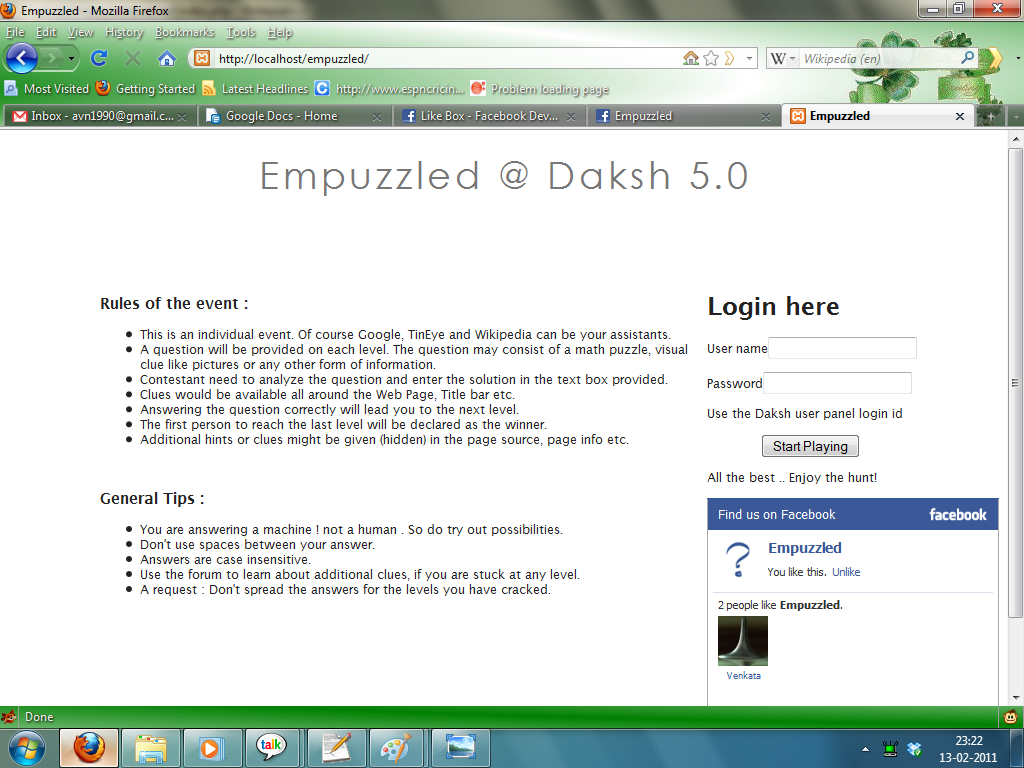 Empuzzled - Mozilla Firefox
File Edit View History Bookmarks Tools Help
http://localhost/empuzzled/
W Wikipedia (en)
Most Visited Getting Started Latest Headlines http://www.espncricin... Problem loading page
Inbox - avn1990@gmail.c... Google Docs - Home Like Box - Facebook Dev... Empuzzled Empuzzled
Empuzzled @ Daksh 5.0
Rules of the event :
This is an individual event. Of course Google, TinEye and Wikipedia can be your assistants.
A question will be provided on each level. The question may consist of a math puzzle, visual
clue like pictures or any other form of information.
Contestant need to analyze the question and enter the solution in the text box provided.
Clues would be available all around the Web Page, Title bar etc.
Answering the question correctly will lead you to the next level.
The first person to reach the last level will be declared as the winner.
Additional hints or clues might be given (hidden) in the page source, page info etc.
General Tips :
You are answering a machine ! not a human . So do try out possibilities.
Don't use spaces between your answer.
Answers are case insensitive.
Use the forum to learn about additional clues, if you are stuck at any level.
A request : Don't spread the answers for the levels you have cracked.
Login here
User name
Password
Use the Daksh user panel login id
Start Playing
All the best .. Enjoy the hunt!
Find us on Facebook facebook
? Empuzzled
You like this. Unlike
2 people like Empuzzled.
Venkata
Done
talk
23:22
13-02-2011